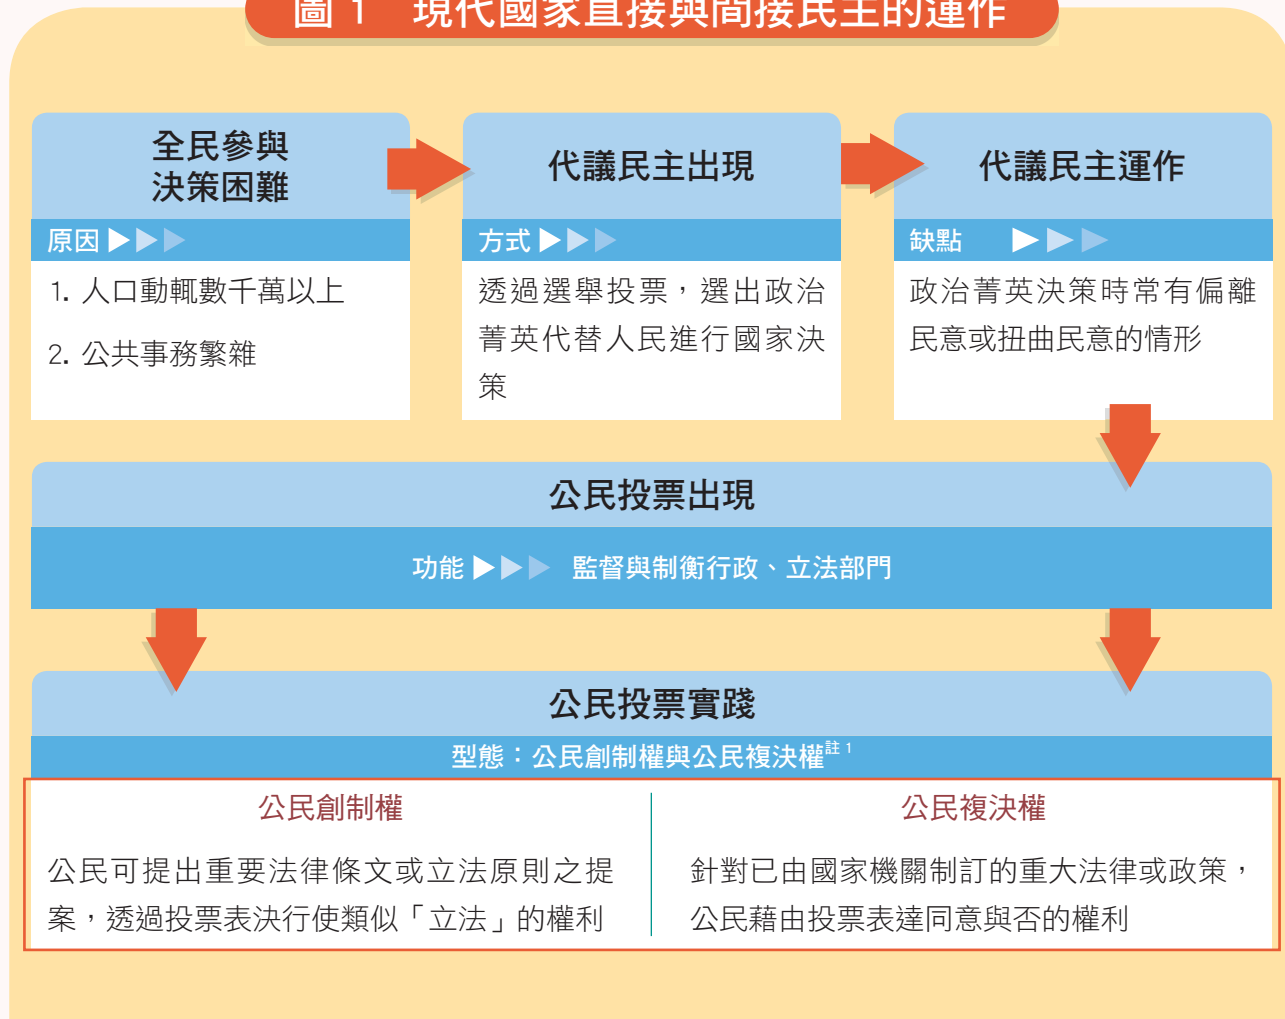 圖 1 現代國家直接與間接民主的運作
全民參與
決策困難
原因
1. 人口動輒數千萬以上
2. 公共事務繁雜
代議民主出現
方式
透過選舉投票，選出政治
菁英代替人民進行國家決
策
代議民主運作
缺點
政治菁英決策時常有偏離
民意或扭曲民意的情形
公民投票出現
功能 監督與制衡行政、立法部門
公民投票實踐
型態：公民創制權與公民複決權註 1
公民創制權
公民可提出重要法律條文或立法原則之提
案，透過投票表決行使類似「立法」的權利
公民複決權
針對已由國家機關制訂的重大法律或政策，
公民藉由投票表達同意與否的權利